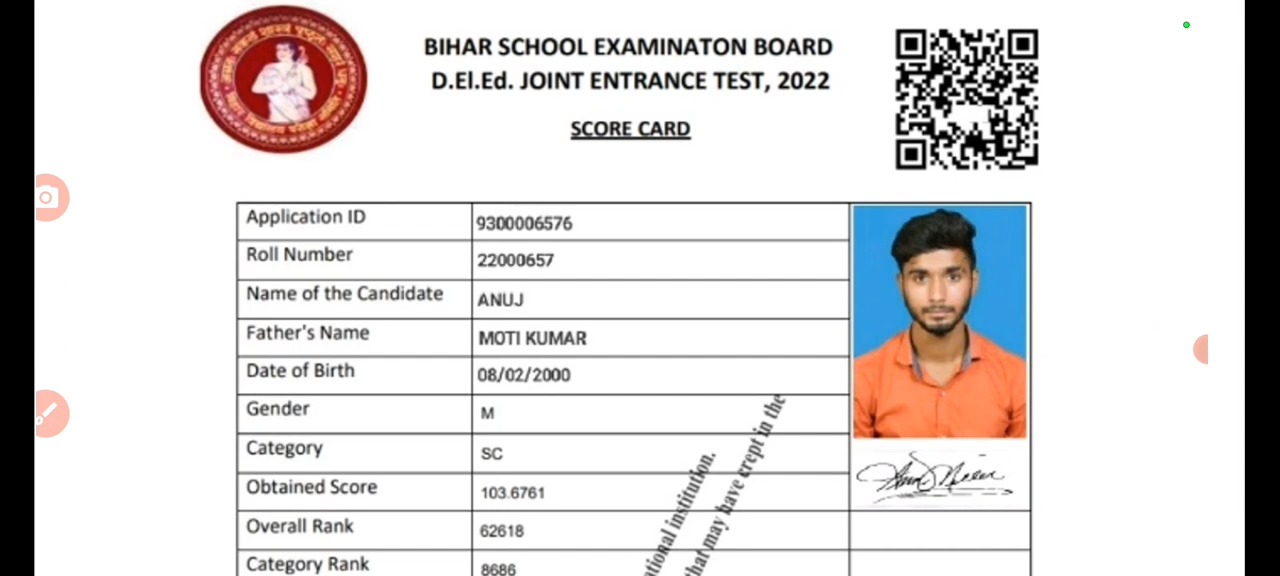 BIHAR SCHOOL EXAMINATON BOARD
D.El.Ed. JOINT ENTRANCE TEST, 2022
SCORE CARD
Application ID 9300006576
Roll Number 22000657
Name of the Candidate ANUJ
Father's Name MOTI KUMAR
Date of Birth 08/02/2000
Gender M
Category SC
Obtained Score 103.6761
Overall Rank 62618
Category Rank 8686
institution.
that may have crept in the